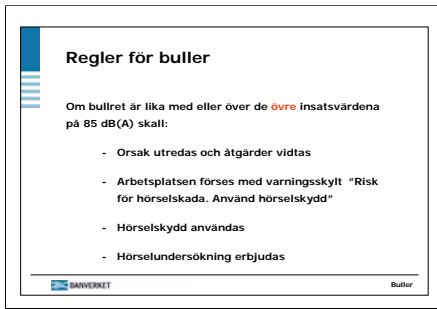 Regler för buller
Om bullret är lika med eller över de övre insatsvärdena
på 85 dB(A) skall:
- Orsak utredas och åtgärder vidtas
- Arbetsplatsen förses med varningsskylt "Risk
för hörselskada. Använd hörselskydd"
- Hörselskydd användas
- Hörselundersökning erbjudas
BANVERKET
Buller